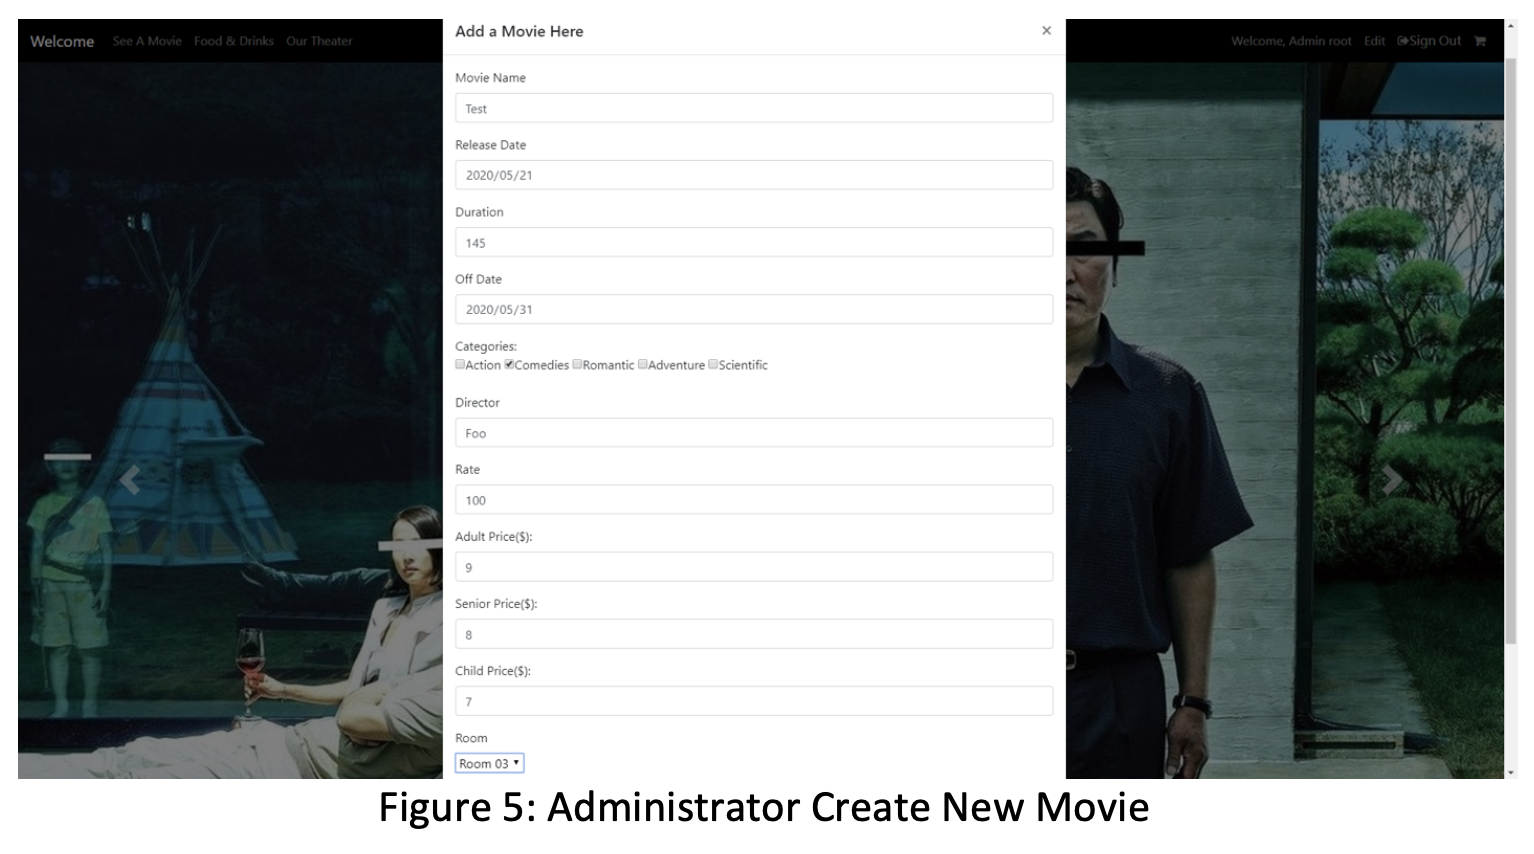 Welcome See A Movie Food & Drinks Our Theater
Welcome, Admin root Edit Sign Out
Add a Movie Here ×
Movie Name
Test
Release Date
2020/05/21
Duration
145
Off Date
2020/05/31
Categories:
Action Comedies Romantic Adventure Scientific
Director
Foo
Rate
100
Adult Price($):
9
Senior Price($):
8
Child Price($):
7
Room
Room 03
Figure 5: Administrator Create New Movie